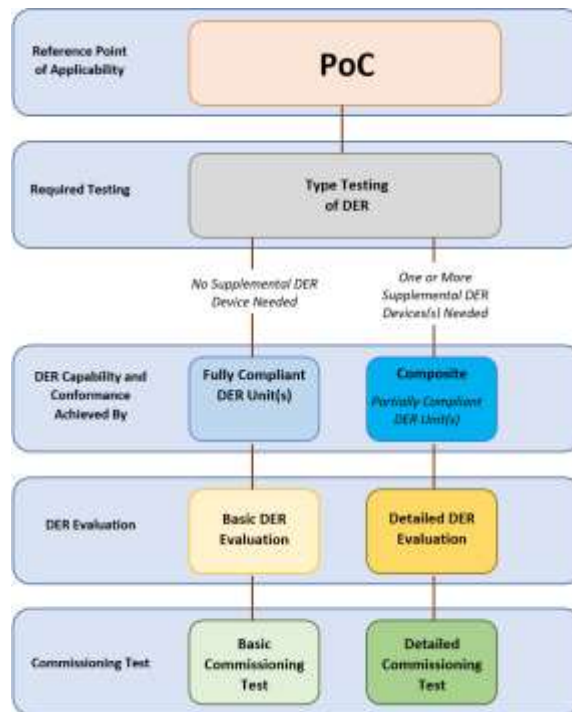 Reference Point
of Applicability
PoC
Required Testing
Type Testing
of DER
No Supplemental DER
Device Needed
One or More
Supplemental DER
Devices(s) Needed
DER Capability and
Conformance
Achieved By
Fully Compliant
DER Unit(s)
Composite
Partially Compliant
DER Unit(s)
DER Evaluation
Basic DER
Evaluation
Detailed DER
Evaluation
Commissioning Test
Basic
Commissioning
Test
Detailed
Commissioning
Test